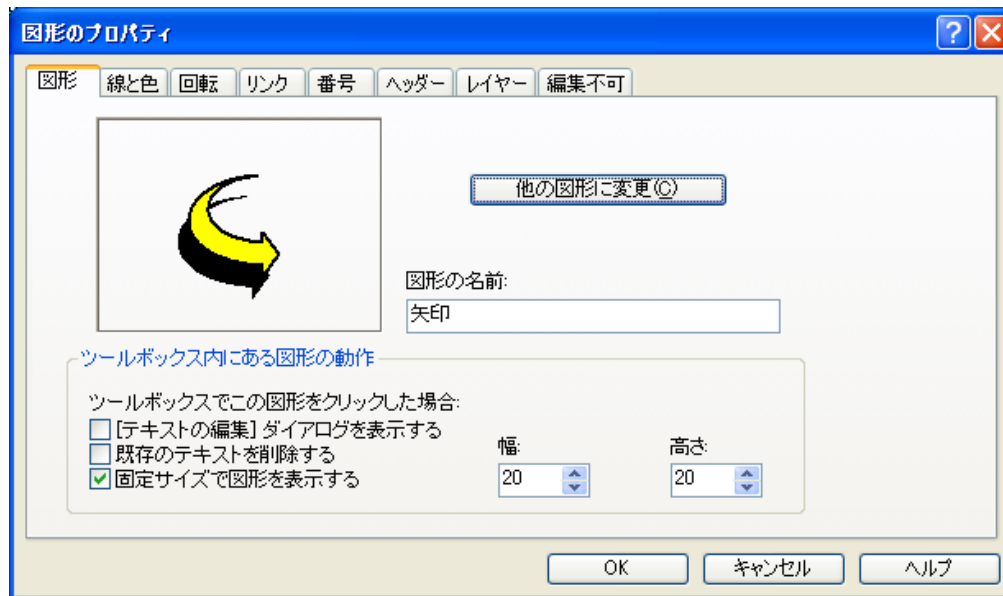 図形のプロパティ
図形 線と色 回転 リンク 番号 ヘッダー レイヤー 編集不可
他の図形に変更(C)
図形の名前:
矢印
ツールボックス内にある図形の動作
ツールボックスでこの図形をクリックした場合:
[テキストの編集] ダイアログを表示する
既存のテキストを削除する
固定サイズで図形を表示する
幅: 高さ:
20 20
OK キャンセル ヘルプ